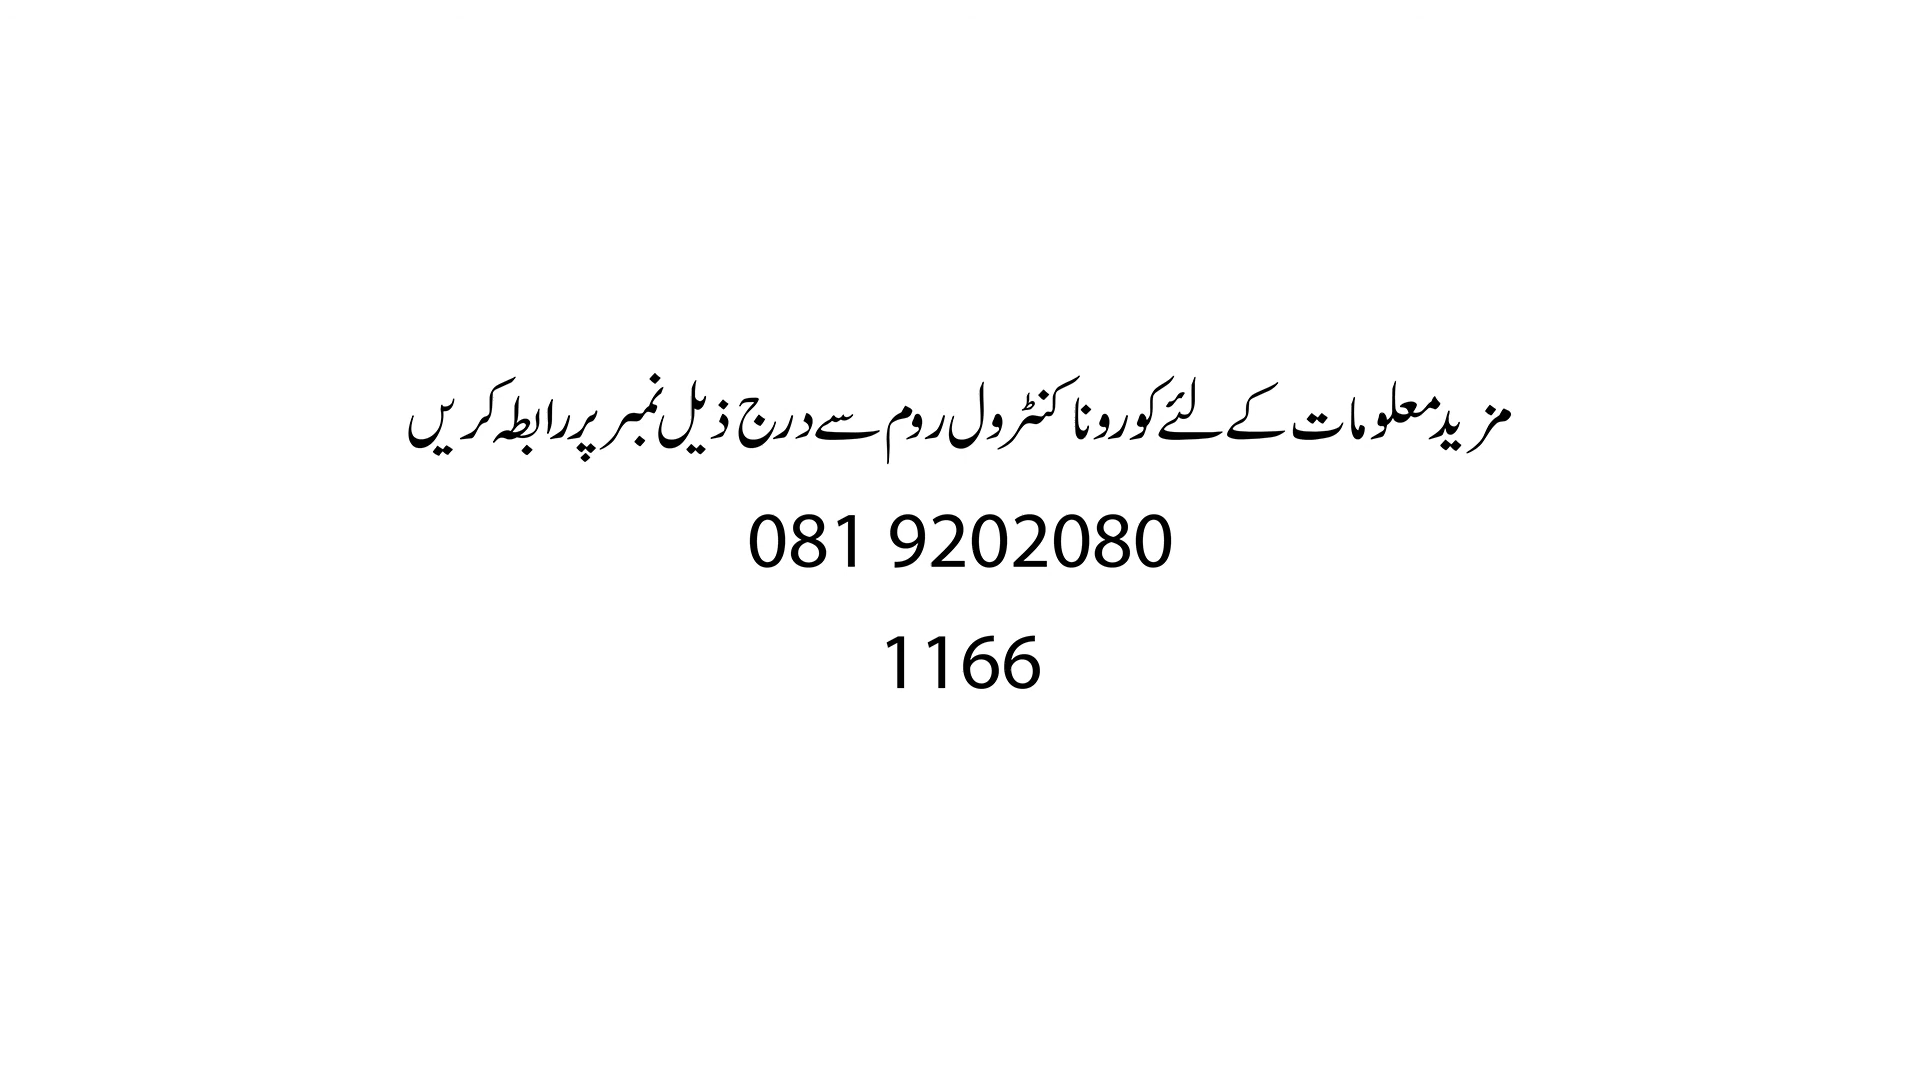 مزید معلومات کے لئے کورونا کنٹرول روم سے درج ذیل نمبر پر رابطہ کریں
081 9202080
1166